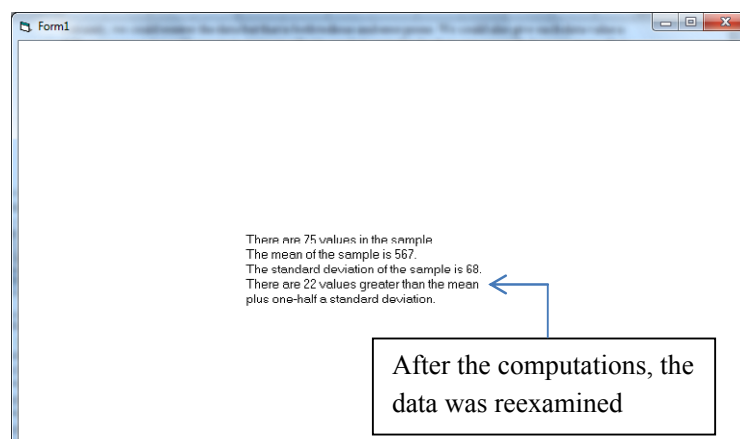 Form1
There are 75 values in the sample
The mean of the sample is 567.
The standard deviation of the sample is 68.
There are 22 values greater than the mean
plus one-half a standard deviation.
After the computations, the
data was reexamined